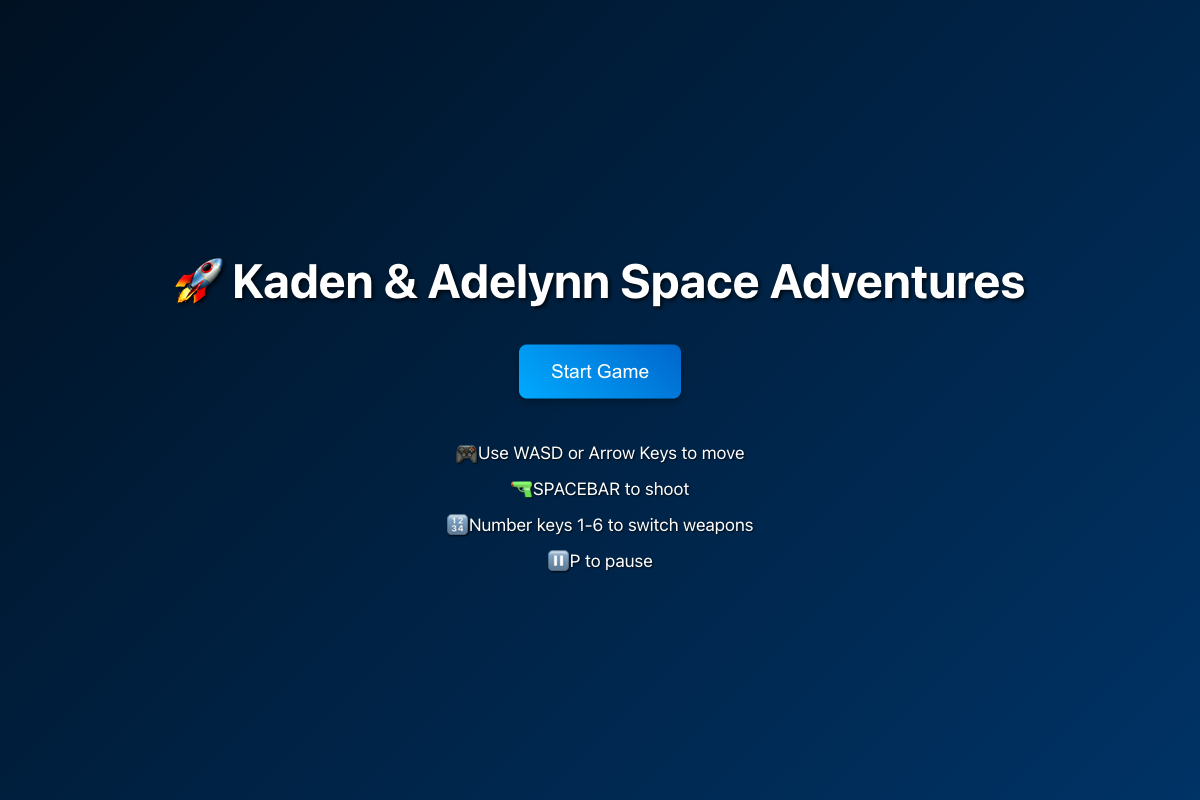 🚀 Kaden & Adelynn Space Adventures
Start Game
🎮Use WASD or Arrow Keys to move
🔫SPACEBAR to shoot
🔢Number keys 1-6 to switch weapons
⏸️P to pause